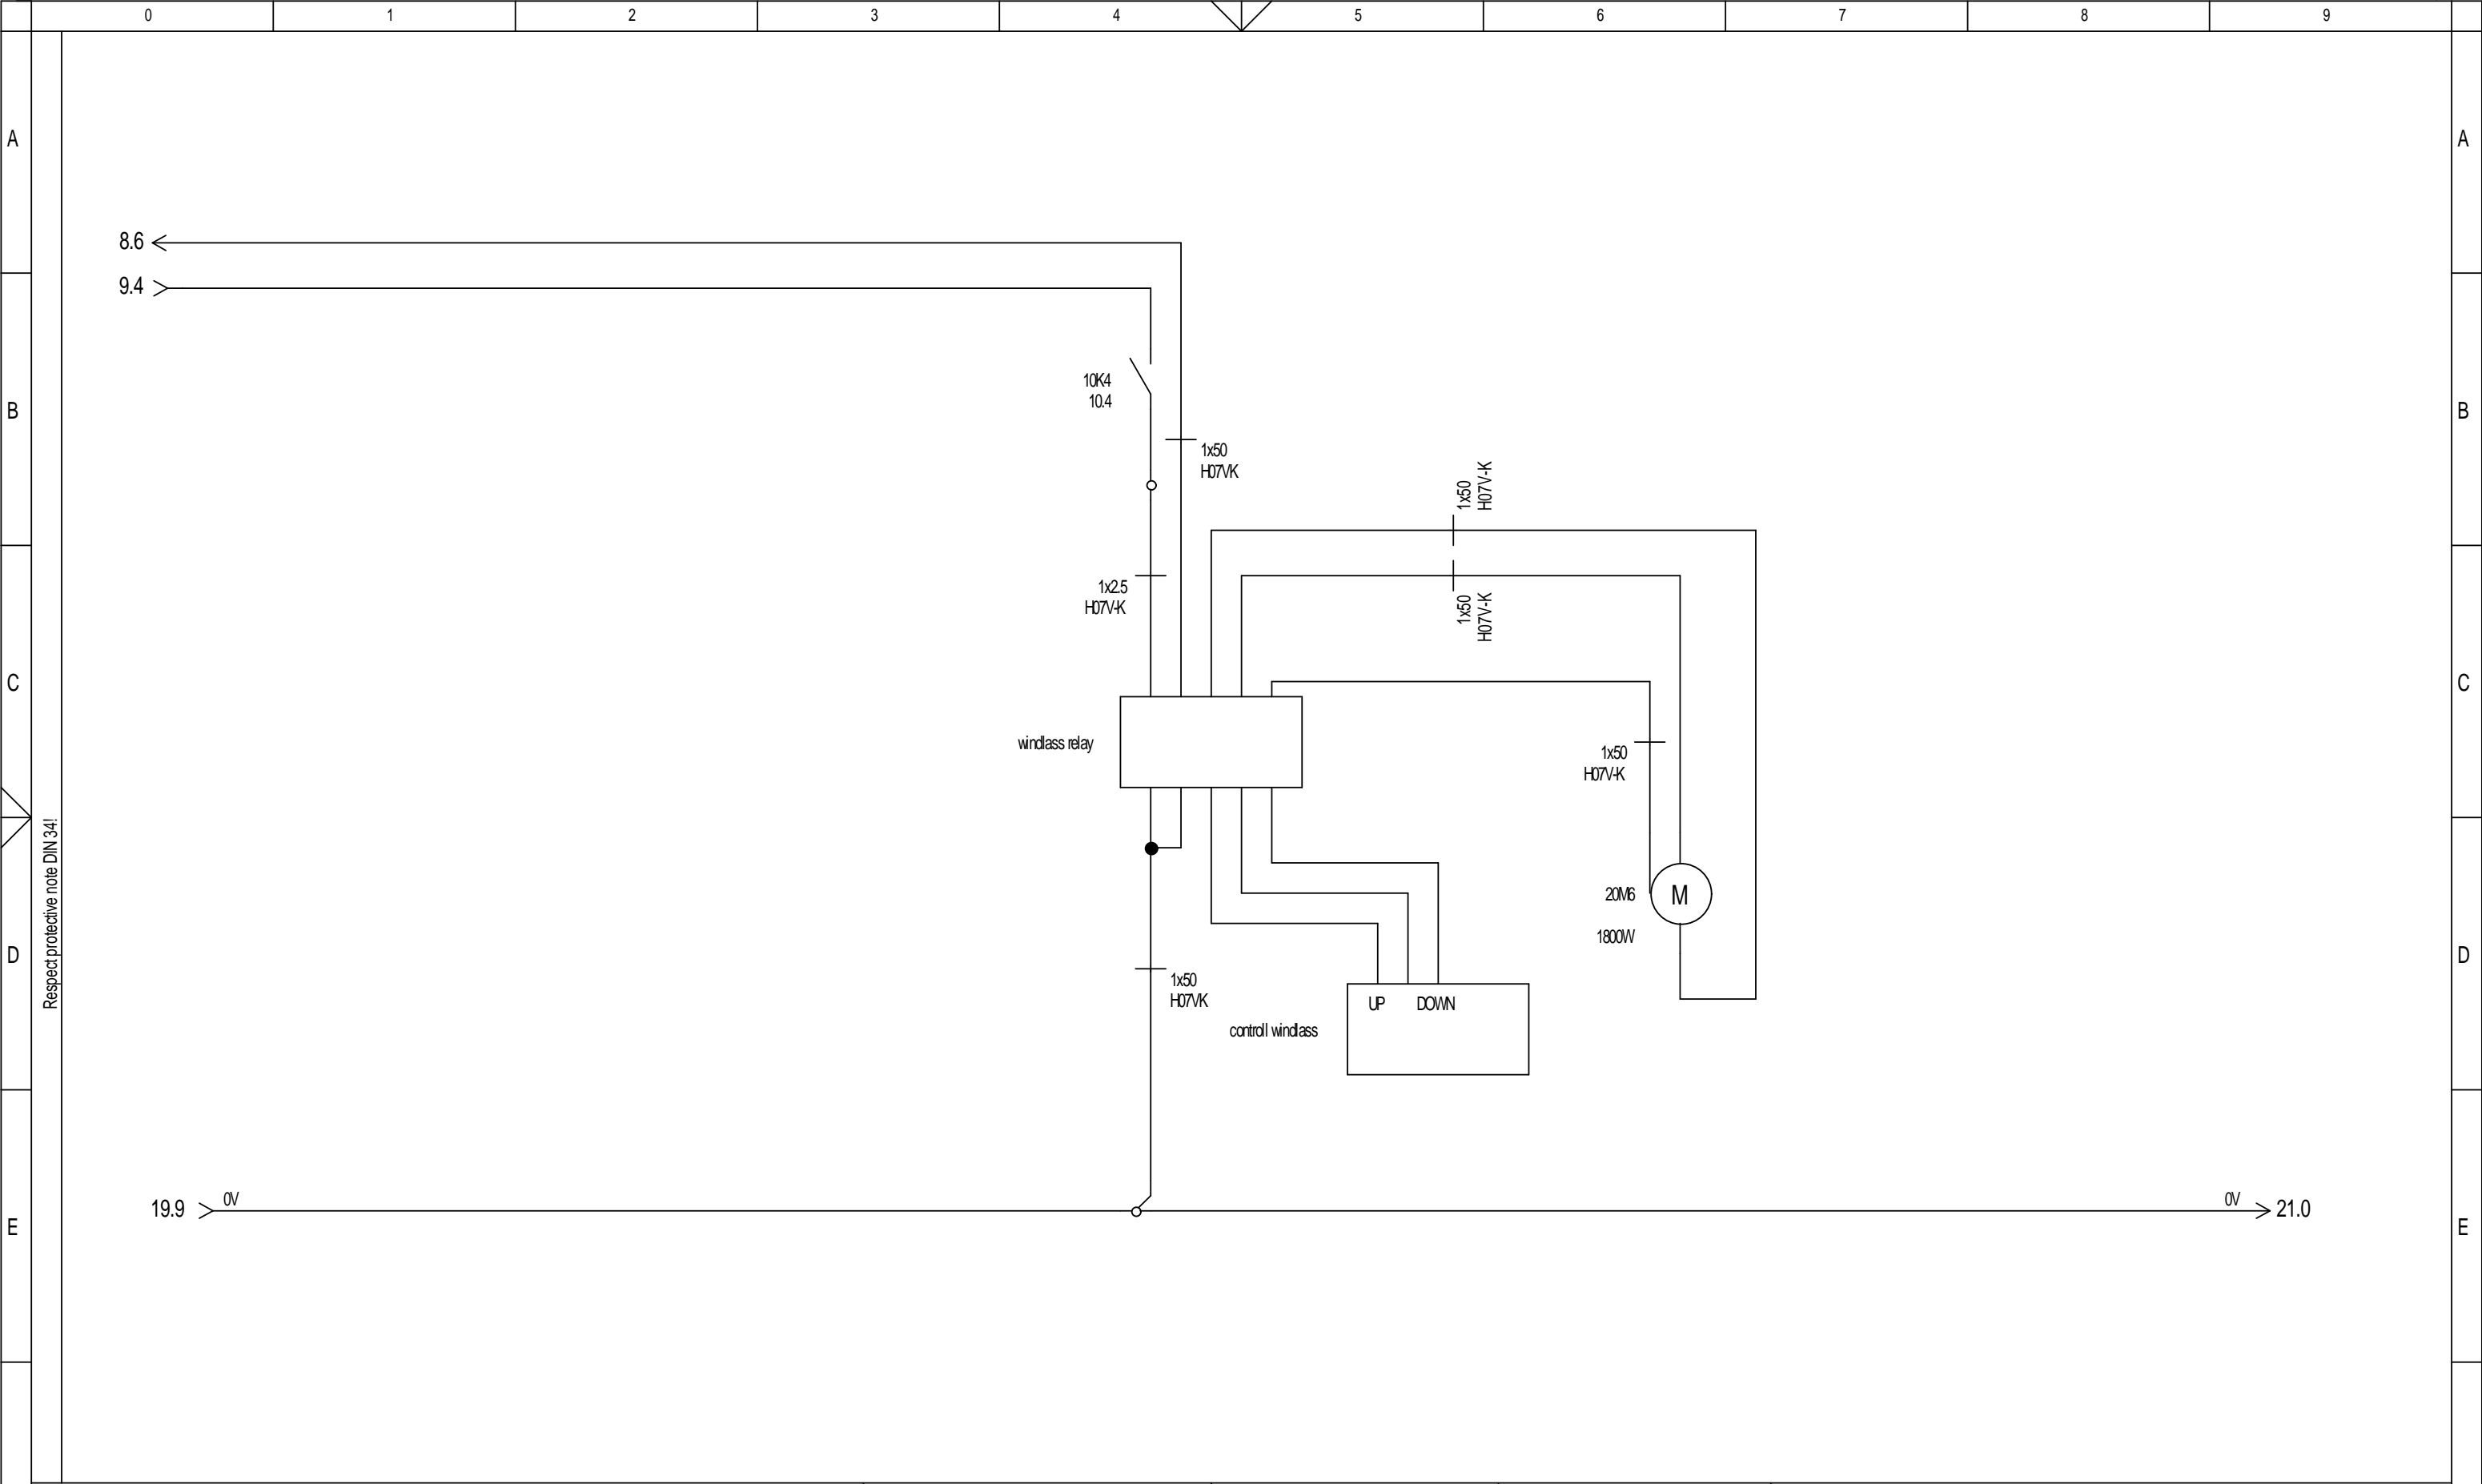 0 1 2 3 4 5 6 7 8 9
A A
8.6
9.4
10K4
10.4
B B
1x50
H07VK
1x50
H07V-K
1x2.5
H07V-K
1x50
H07V-K
C C
windlass relay
1x50
H07V-K
Respect protective note DIN 34!
20M6
M
1800W
D D
1x50
H07VK
UP DOWN
controll windlass
19.9
0V
0V
21.0
E E